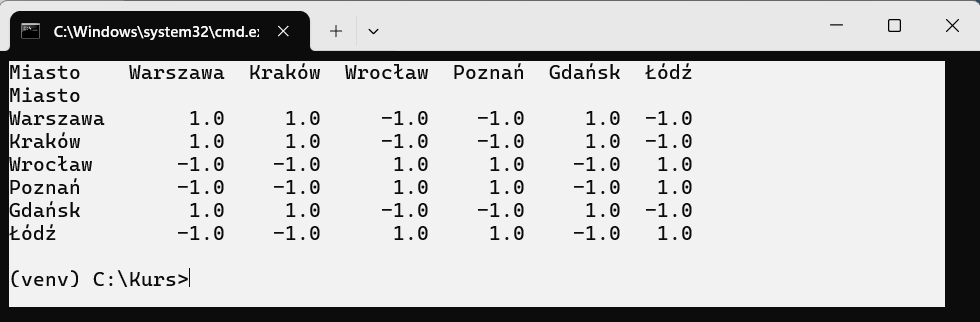 C:\Windows\system32\cmd.e:
Miasto Warszawa Kraków Wrocław Poznań Gdańsk Łódź
Miasto
Warszawa 1.0 1.0 -1.0 -1.0 1.0 -1.0
Kraków 1.0 1.0 -1.0 -1.0 1.0 -1.0
Wrocław -1.0 -1.0 1.0 1.0 -1.0 1.0
Poznań -1.0 -1.0 1.0 1.0 -1.0 1.0
Gdańsk 1.0 1.0 -1.0 -1.0 1.0 -1.0
Łódź -1.0 -1.0 1.0 1.0 -1.0 1.0
(venv) C:\Kurs>